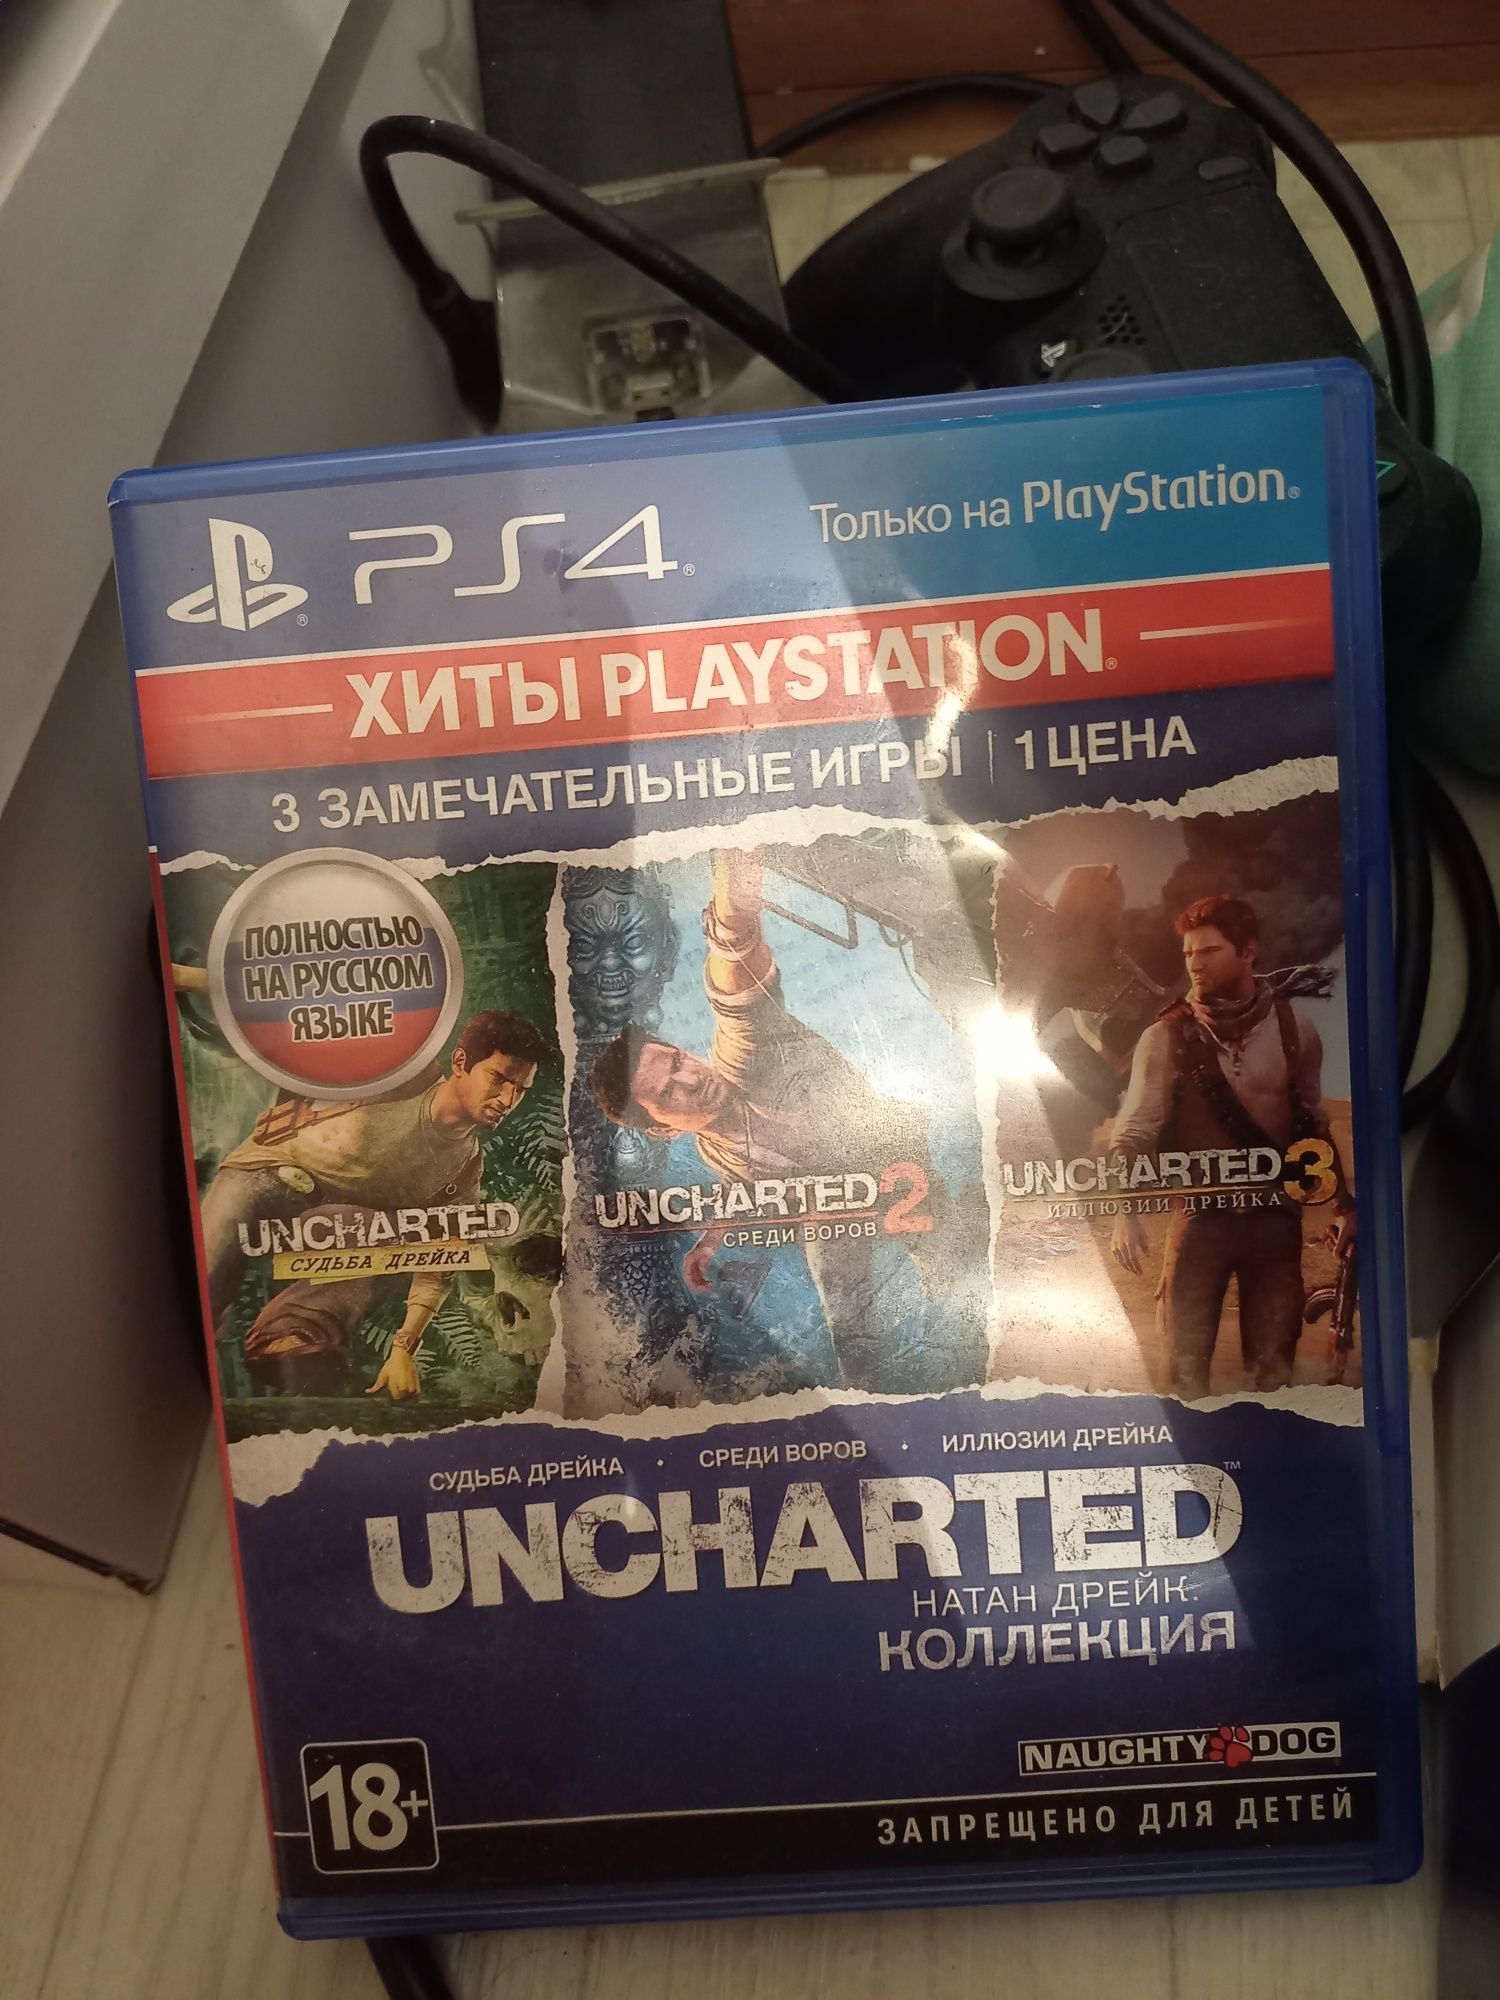 PS4
Только на PlayStation®
ХИТЫ PLAYSTATION®
3 ЗАМЕЧАТЕЛЬНЫЕ ИГРЫ | 1 ЦЕНА
ПОЛНОСТЬЮ
НА РУССКОМ
ЯЗЫКЕ
UNCHARTED
СУДЬБА ДРЕЙКА
UNCHARTED 2
СРЕДИ ВОРОВ
UNCHARTED 3
ИЛЛЮЗИИ ДРЕЙКА
СУДЬБА ДРЕЙКА · СРЕДИ ВОРОВ · ИЛЛЮЗИИ ДРЕЙКА
UNCHARTED™
НАТАН ДРЕЙК.
КОЛЛЕКЦИЯ
NAUGHTY DOG
18+
ЗАПРЕЩЕНО ДЛЯ ДЕТЕЙ